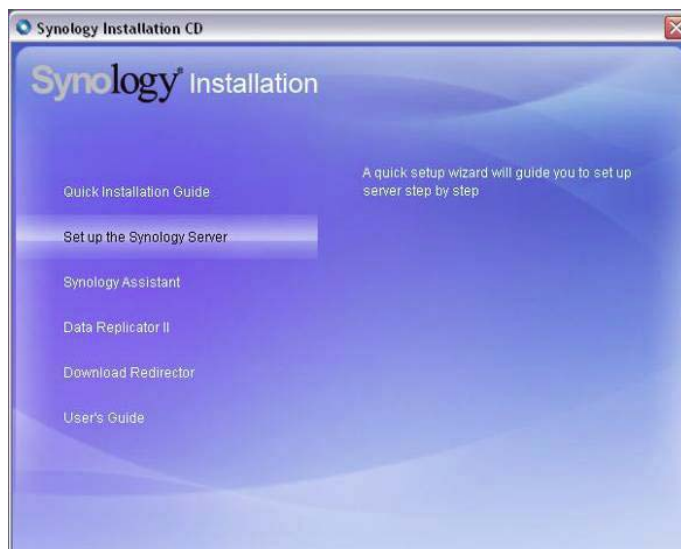 Synology Installation CD
Synology Installation
Quick Installation Guide
Set up the Synology Server
Synology Assistant
Data Replicator II
Download Redirector
User's Guide
A quick setup wizard will guide you to set up
server step by step